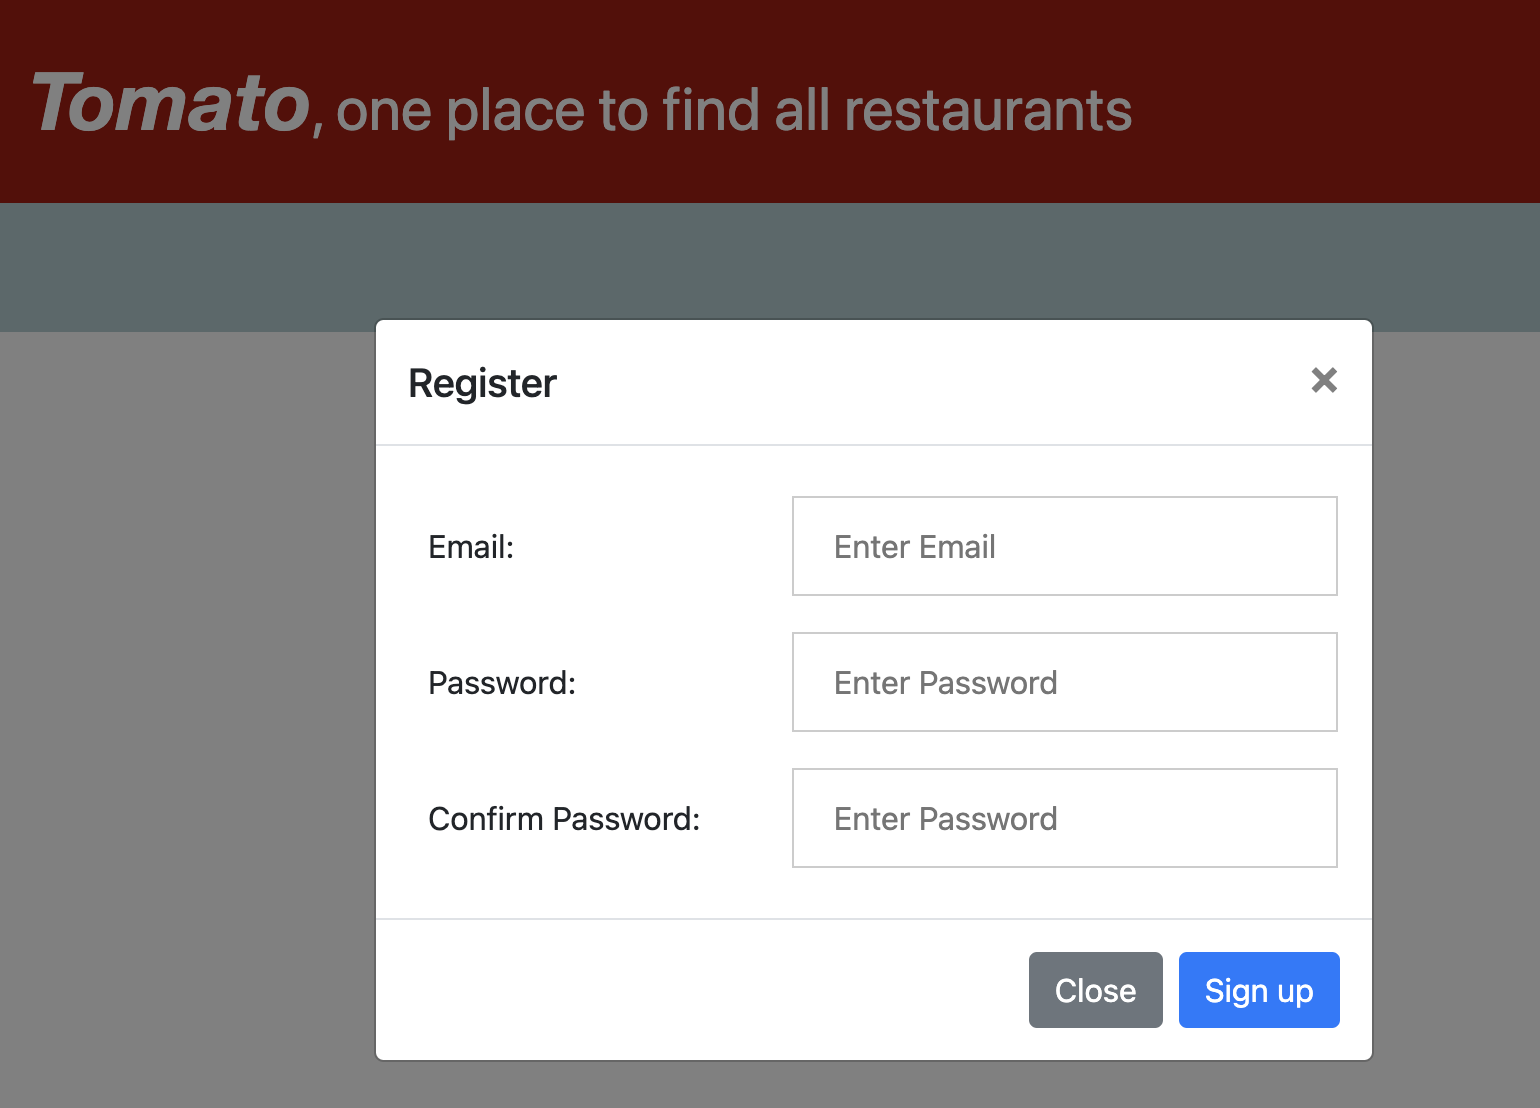 Tomato, one place to find all restaurants
Register ×
Email: Enter Email
Password: Enter Password
Confirm Password: Enter Password
Close Sign up